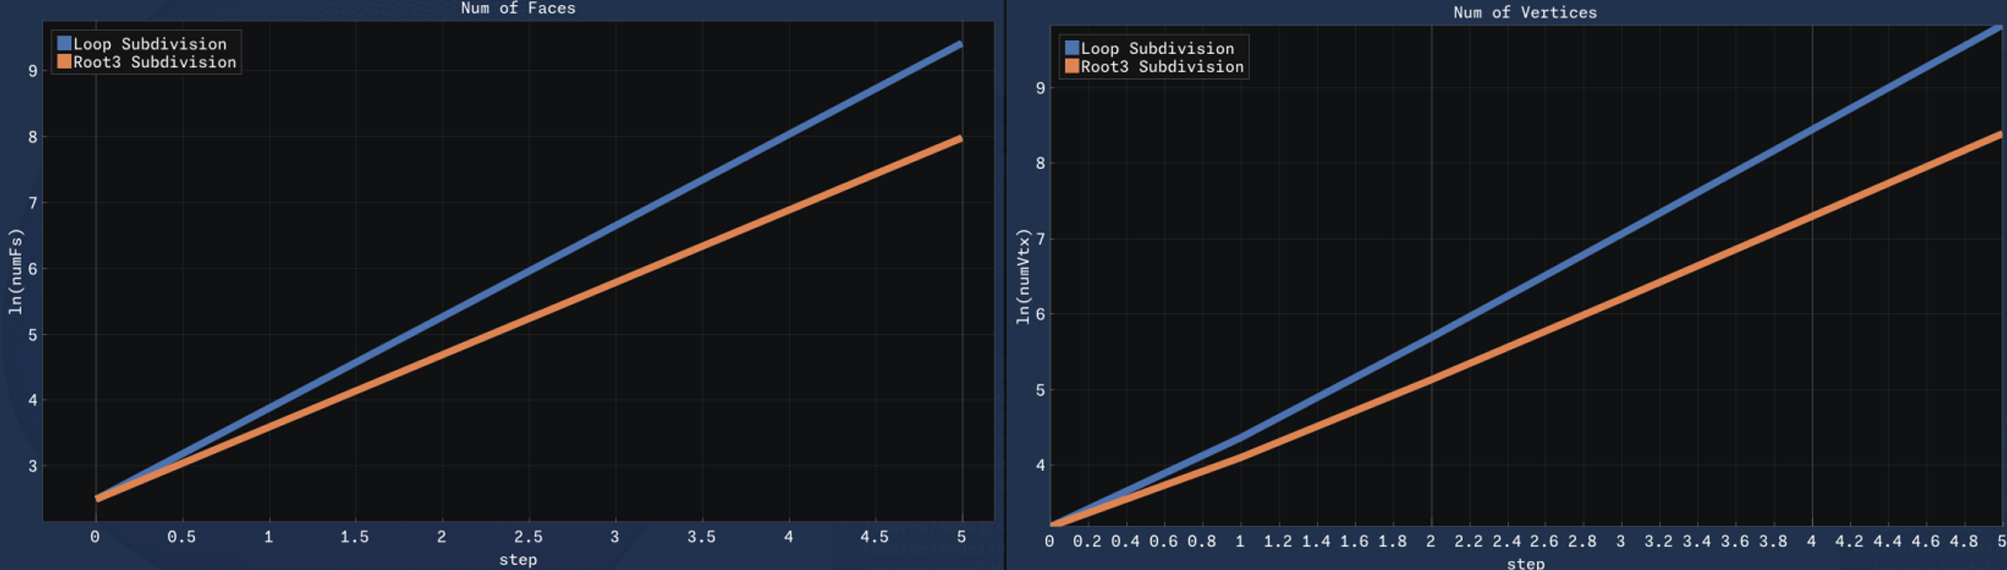 Num of Faces
Loop Subdivision
Root3 Subdivision
9
8
7
6
5
4
3
ln(numFs)
0 0.5 1 1.5 2 2.5 3 3.5 4 4.5 5
step
Num of Vertices
Loop Subdivision
Root3 Subdivision
9
8
7
6
5
4
ln(numVtx)
0 0.2 0.4 0.6 0.8 1 1.2 1.4 1.6 1.8 2 2.2 2.4 2.6 2.8 3 3.2 3.4 3.6 3.8 4 4.2 4.4 4.6 4.8 5
step